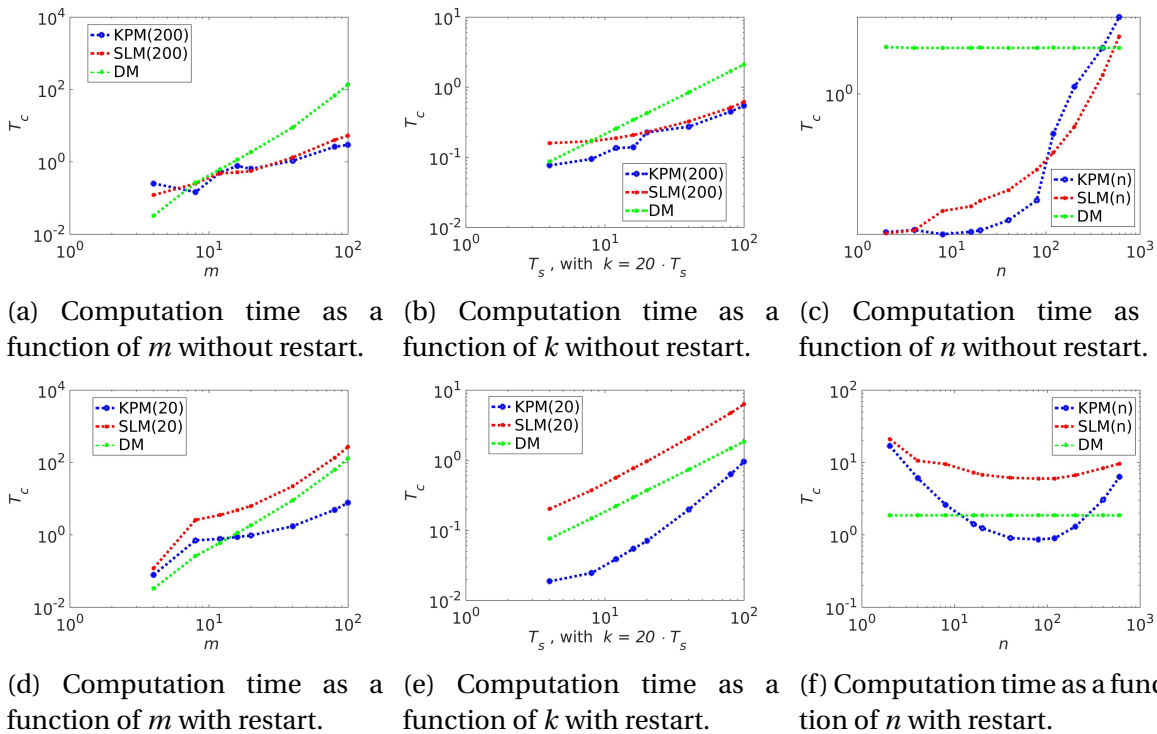 10^4
10^2
10^0
10^-2
T_c
KPM(200)
SLM(200)
DM
10^0
10^1
10^2
m
10^1
10^0
10^-1
10^-2
T_c
KPM(200)
SLM(200)
DM
10^0
10^1
10^2
T_s , with k = 20 · T_s
10^0
T_c
KPM(n)
SLM(n)
DM
10^0
10^1
10^2
10^3
n
(a) Computation time as a
function of m without restart.
(b) Computation time as a
function of k without restart.
(c) Computation time as
function of n without restart.
10^4
10^2
10^0
10^-2
T_c
KPM(20)
SLM(20)
DM
10^0
10^1
10^2
m
10^1
10^0
10^-1
10^-2
T_c
KPM(20)
SLM(20)
DM
10^0
10^1
10^2
T_s , with k = 20 · T_s
10^2
10^1
10^0
10^-1
T_c
KPM(n)
SLM(n)
DM
10^0
10^1
10^2
10^3
n
(d) Computation time as a
function of m with restart.
(e) Computation time as a
function of k with restart.
(f) Computation time as a func
tion of n with restart.